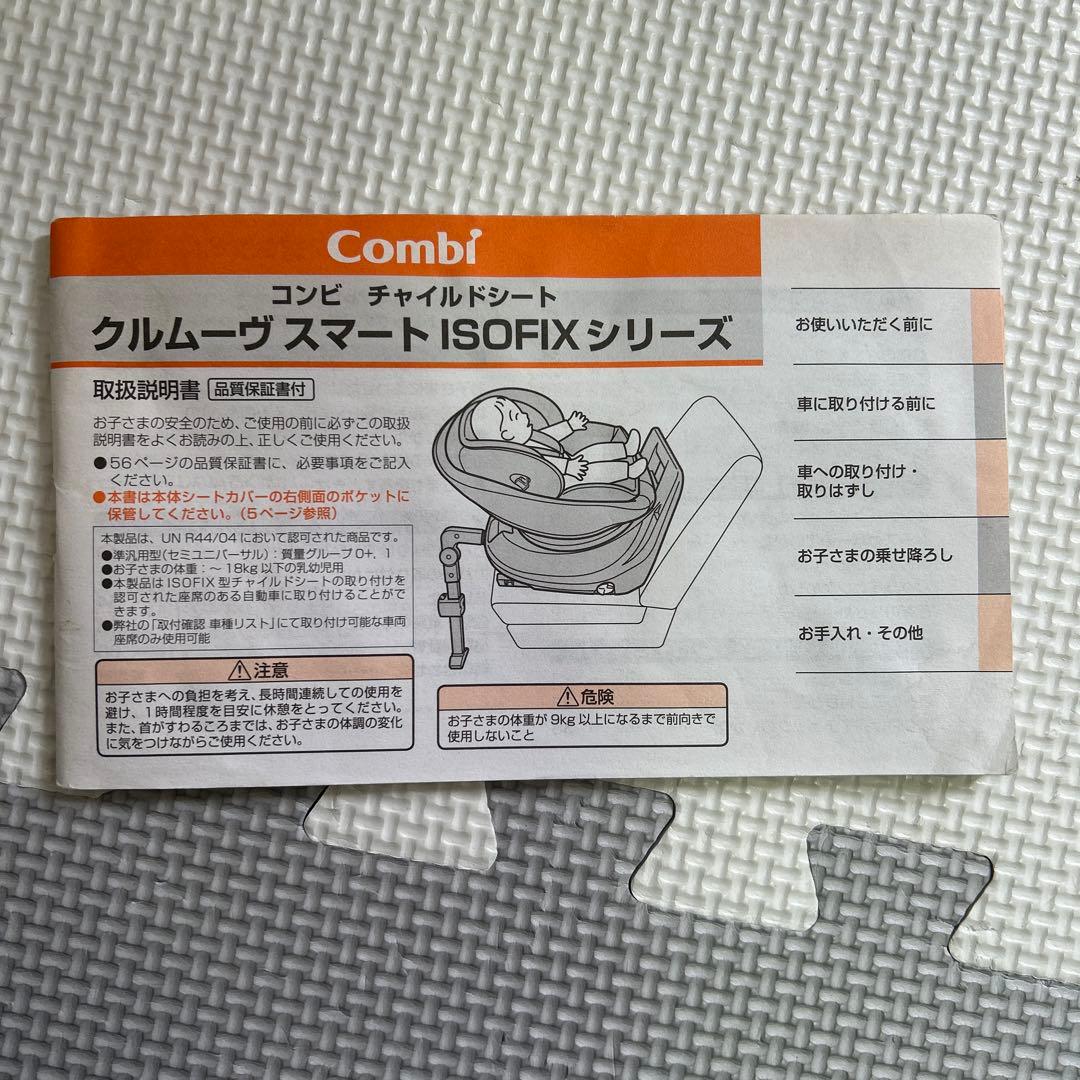 Combi
コンビ チャイルドシート
クルムーヴ スマート ISOFIX シリーズ
取扱説明書 品質保証書付
お子さまの安全のため、ご使用の前に必ずこの取扱
説明書をよくお読みの上、正しくご使用ください。
●56ページの品質保証書に、必要事項をご記入
ください。
●本書は本体シートカバーの右側面のポケットに
保管してください。(5ページ参照)
本製品は、UN R44/04において認可された商品です。
●準汎用型(セミユニバーサル):質量グループ0+, 1
●お子さまの体重:〜18kg以下の乳幼児用
●本製品はISOFIX型チャイルドシートの取り付けを
認可された座席のある自動車に取り付けることがで
きます。
●弊社の「取付確認 車種リスト」にて取り付け可能な車両
座席のみ使用可能
⚠注意
お子さまへの負担を考え、長時間連続しての使用を
避け、1時間程度を目安に休憩をとってください。
また、首がすわるころまでは、お子さまの体調の変化
に気をつけながらご使用ください。
⚠危険
お子さまの体重が9kg以上になるまで前向きで
使用しないこと
お使いいただく前に
車に取り付ける前に
車への取り付け・
取りはずし
お子さまの乗せ降ろし
お手入れ・その他